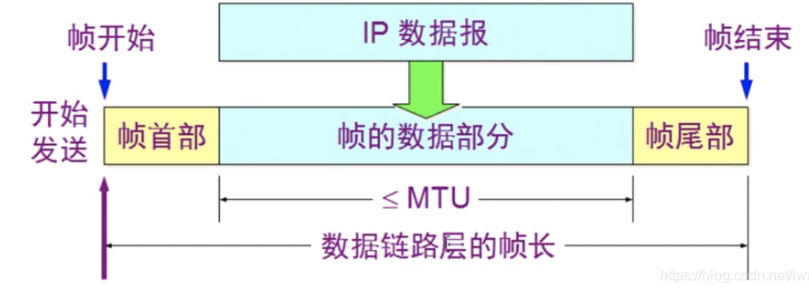 IP 数据报
帧开始
帧结束
开始
发送
帧首部
帧的数据部分
帧尾部
≤ MTU
数据链路层的帧长
https://blog.csdn.net/iw